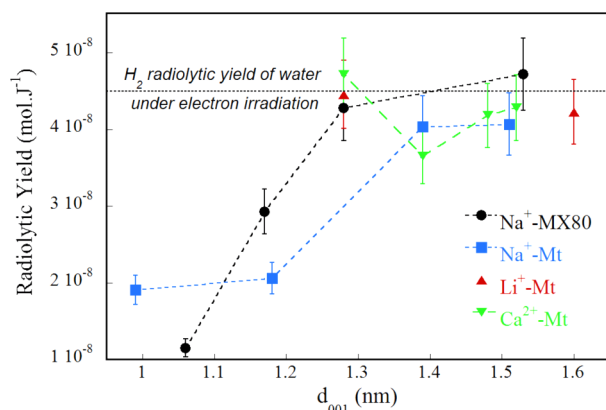 5 10⁻⁸
H₂ radiolytic yield of water
under electron irradiation
4 10⁻⁸
3 10⁻⁸
2 10⁻⁸
1 10⁻⁸
Radiolytic Yield (mol.J⁻¹)
Na⁺-MX80
Na⁺-Mt
Li⁺-Mt
Ca²⁺-Mt
1 1.1 1.2 1.3 1.4 1.5 1.6
d₀₀₁ (nm)